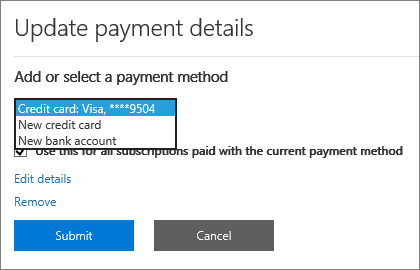 Update payment details
Add or select a payment method
Credit card: Visa, ****9504
New credit card
New bank account
Use this for all subscriptions paid with the current payment method
Edit details
Remove
Submit
Cancel